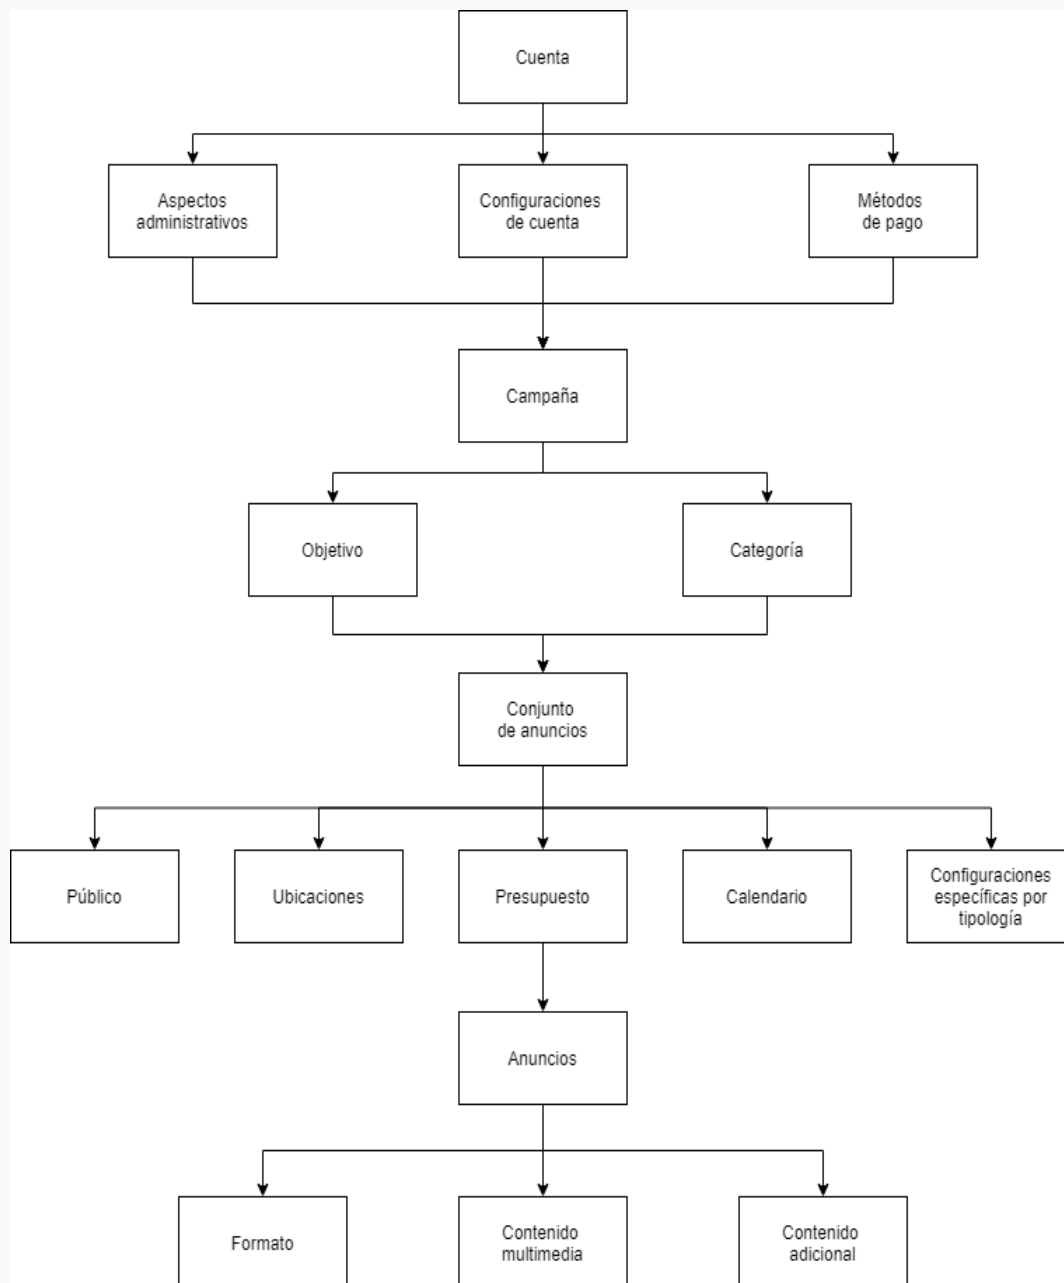 Cuenta
Aspectos
administrativos
Configuraciones
de cuenta
Métodos
de pago
Campaña
Objetivo
Categoría
Conjunto
de anuncios
Público
Ubicaciones
Presupuesto
Calendario
Configuraciones
específicas por
tipología
Anuncios
Formato
Contenido
multimedia
Contenido
adicional